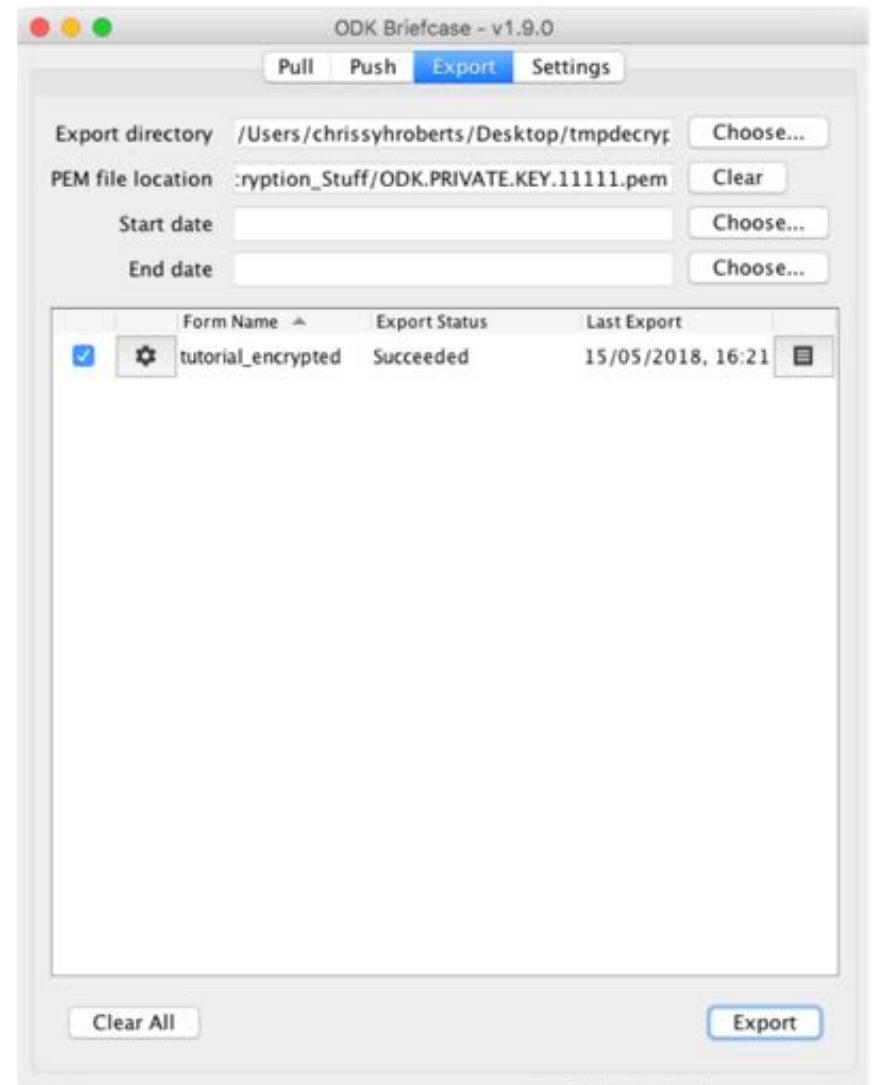 ODK Briefcase - v1.9.0
Pull Push Export Settings
Export directory /Users/chrissyhroberts/Desktop/tmpdecryp Choose...
PEM file location :ryption_Stuff/ODK.PRIVATE.KEY.11111.pem Clear
Start date Choose...
End date Choose...
Form Name Export Status Last Export
tutorial_encrypted Succeeded 15/05/2018, 16:21
Clear All Export